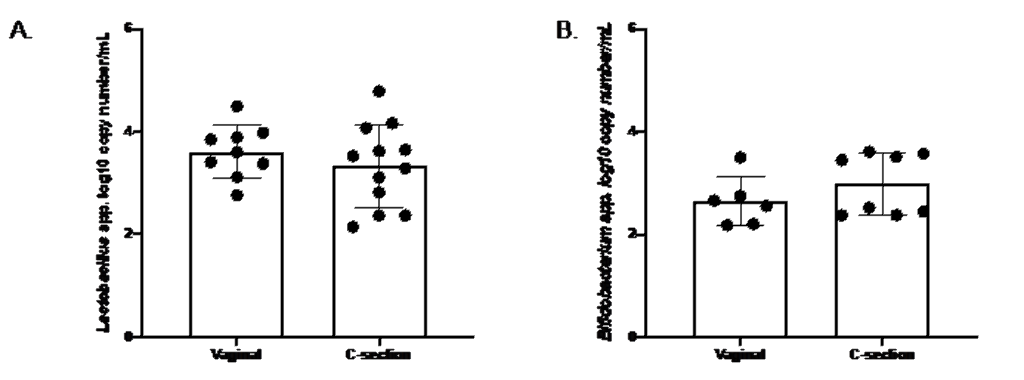 A.
Lactobacillus spp. log10 copy number/mL
6
4
2
0
Vaginal
C-section
B.
Bifidobacterium spp. log10 copy number/mL
6
4
2
0
Vaginal
C-section